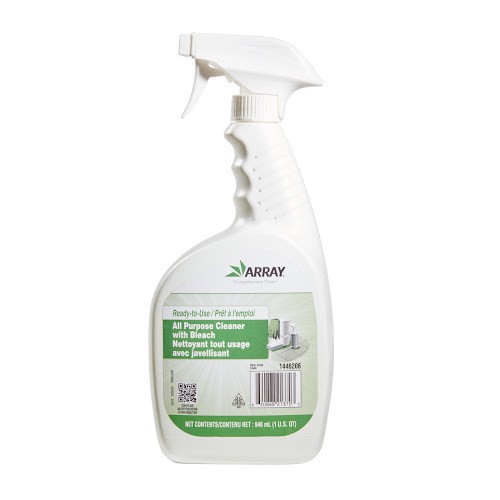 ARRAY
Ready-to-Use / Prêt à l'emploi
All Purpose Cleaner
with Bleach
Nettoyant tout usage
avec javellisant
1446206
NET CONTENTS/CONTENU NET : 946 mL (1 U.S. QT)